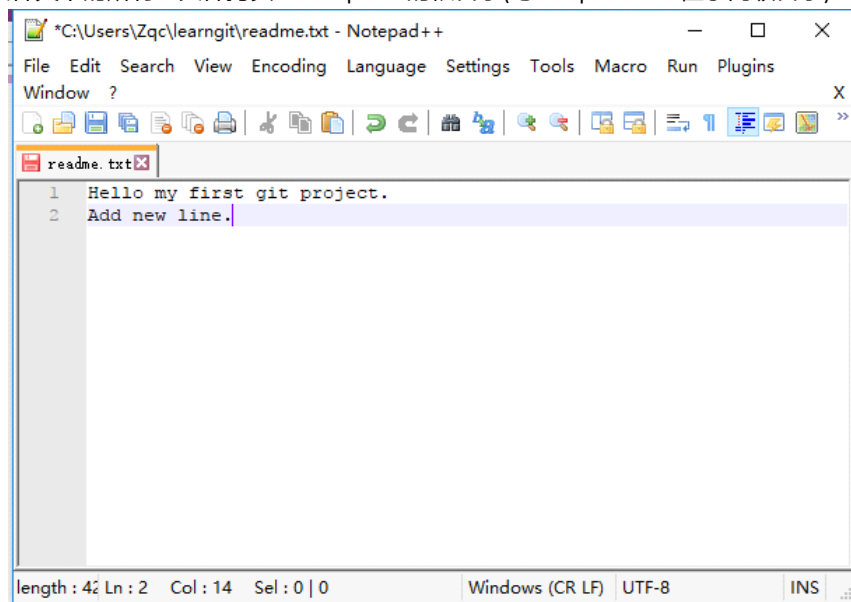 *C:\Users\Zqc\learngit\readme.txt - Notepad++
File Edit Search View Encoding Language Settings Tools Macro Run Plugins
Window ? X
readme.txt
1 Hello my first git project.
2 Add new line.
length : 42 Ln : 2 Col : 14 Sel : 0 | 0 Windows (CR LF) UTF-8 INS